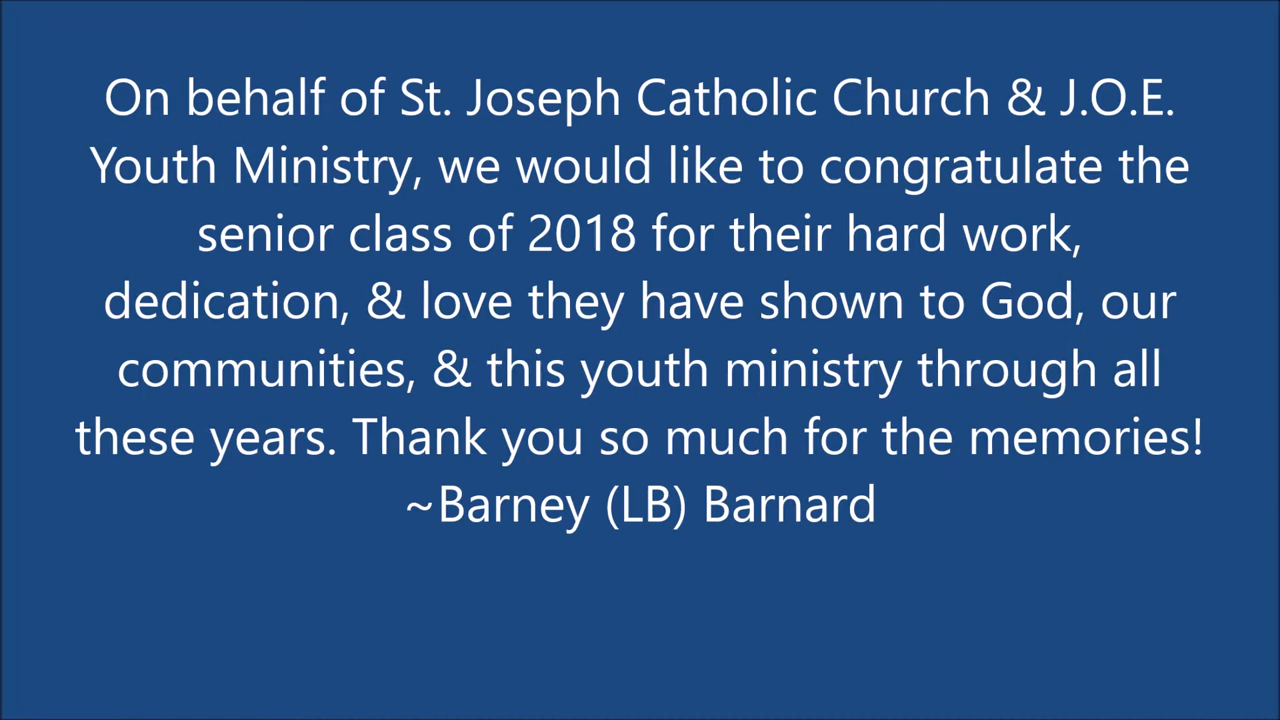 On behalf of St. Joseph Catholic Church & J.O.E.
Youth Ministry, we would like to congratulate the
senior class of 2018 for their hard work,
dedication, & love they have shown to God, our
communities, & this youth ministry through all
these years. Thank you so much for the memories!
~Barney (LB) Barnard